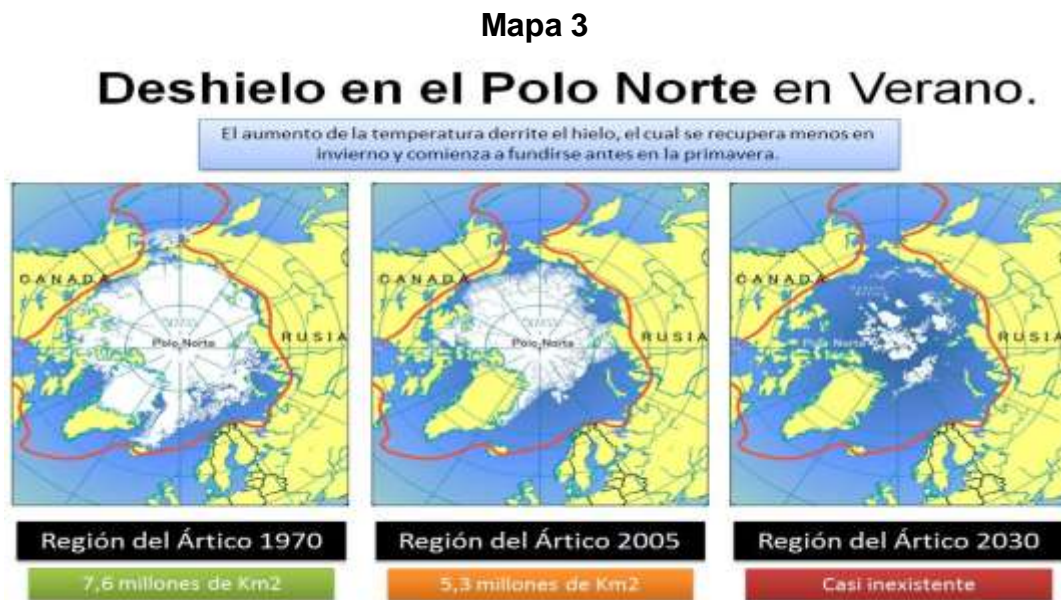 Mapa 3
Deshielo en el Polo Norte en Verano.
El aumento de la temperatura derrite el hielo, el cual se recupera menos en
invierno y comienza a fundirse antes en la primavera.
CANADA
RUSIA
Polo Norte
CANADA
RUSIA
Polo Norte
CANADA
RUSIA
Polo Norte
Región del Ártico 1970
Región del Ártico 2005
Región del Ártico 2030
7,6 millones de Km2
5,3 millones de Km2
Casi inexistente